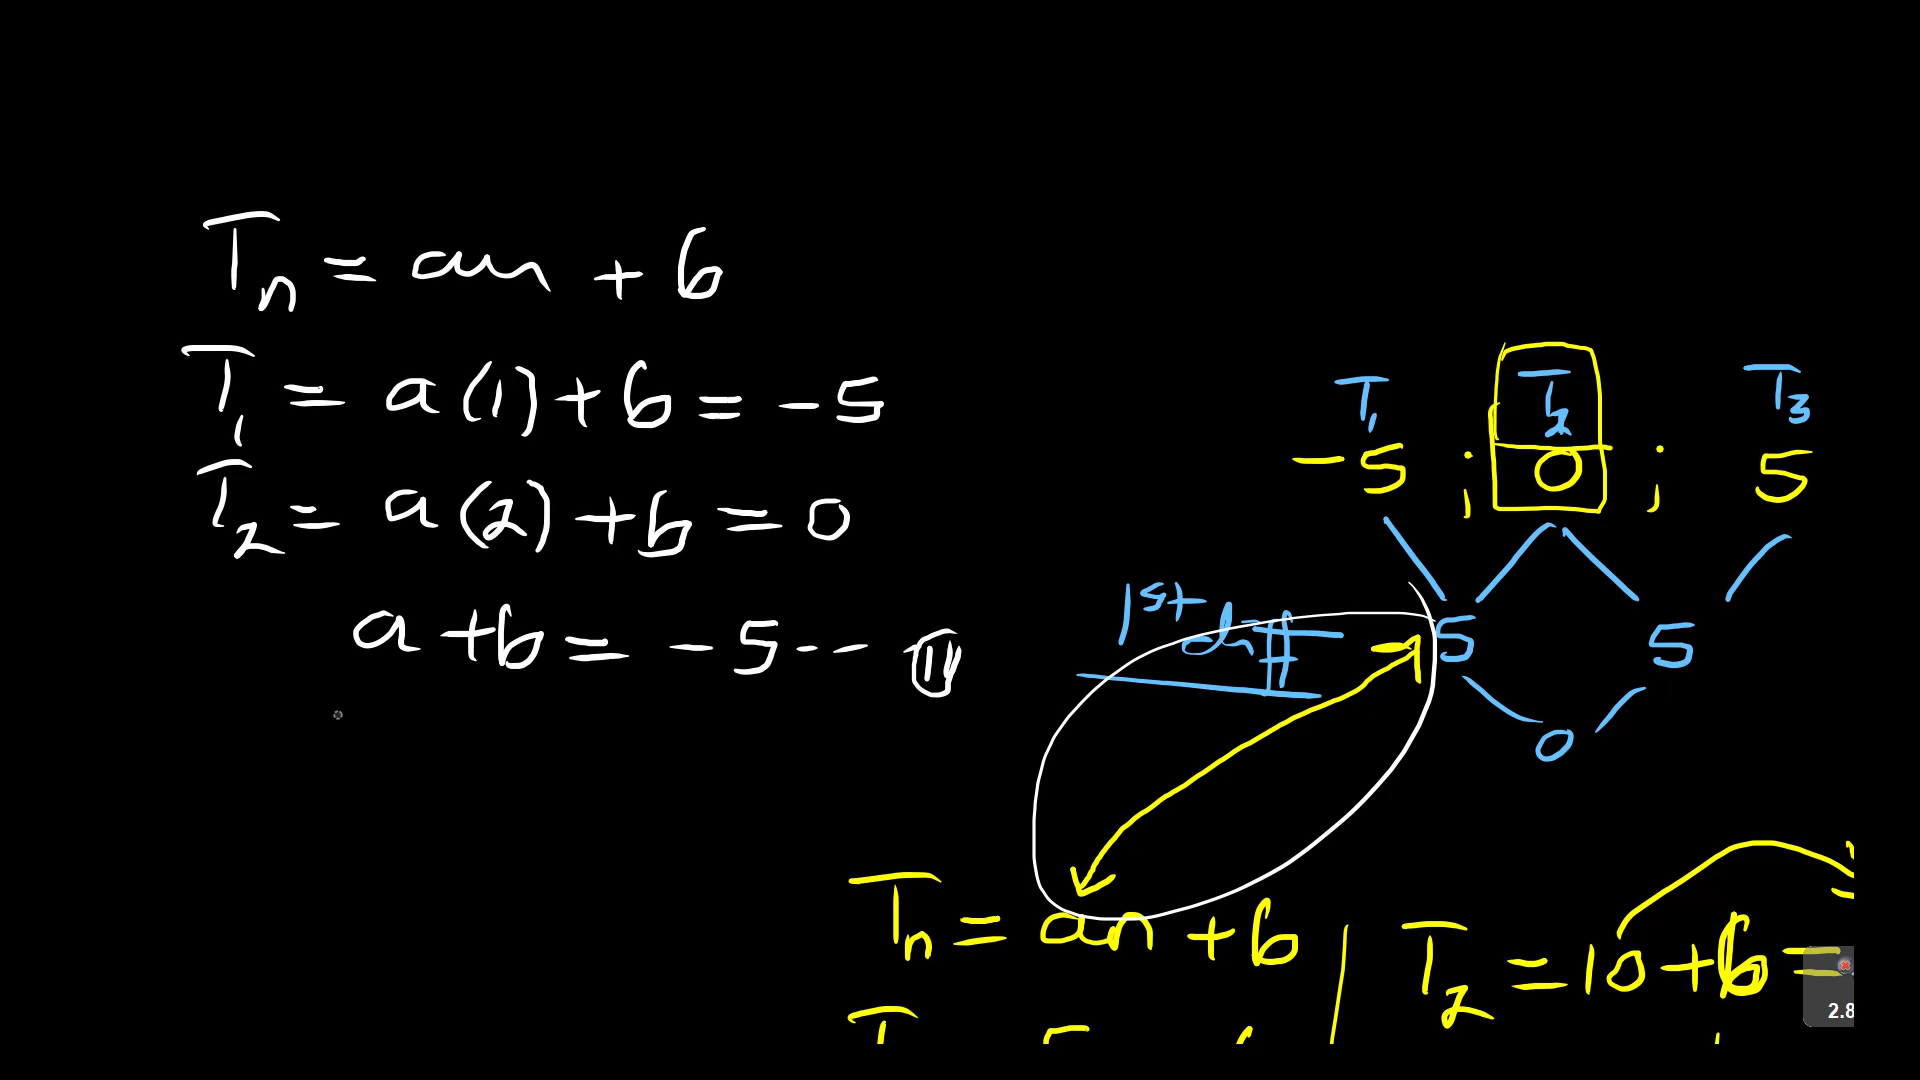 Tn = an + b
T1 = a(1) + b = -5
T2 = a(2) + b = 0
a + b = -5 --
T1 T2 T3
-5 ; 0 ; 5
1st diff 5 5
0
Tn = an + b
T2 = 10 + b =
2.8